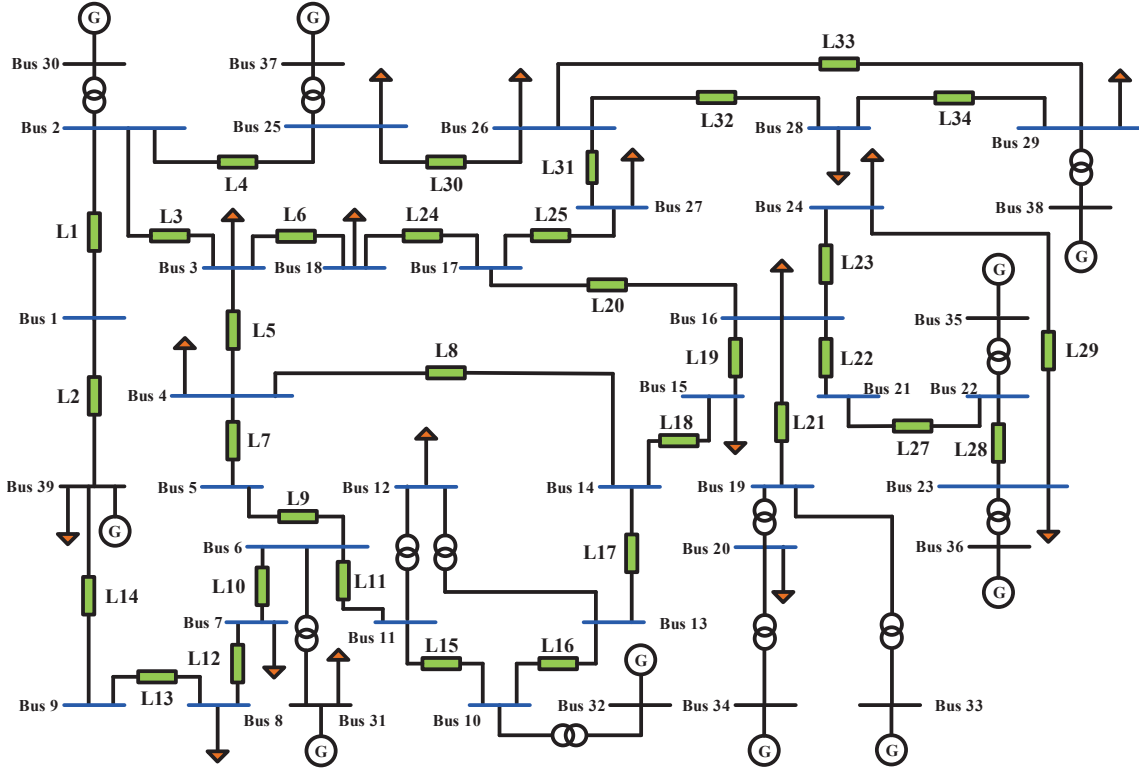 G
G
L33
Bus 30
Bus 37
Bus 2
Bus 25
Bus 26
L32
Bus 28
L34
Bus 29
L4
L30
L31
Bus 27
Bus 24
Bus 38
L1
L3
L6
L24
L25
L23
G
Bus 3
Bus 18
Bus 17
G
L20
Bus 1
Bus 16
Bus 35
L5
L8
L19
L22
L29
L2
Bus 4
Bus 15
Bus 21
Bus 22
L7
L18
L21
L27
L28
Bus 39
Bus 5
Bus 12
Bus 14
Bus 19
Bus 23
G
L9
Bus 6
L17
Bus 20
Bus 36
L14
L10
L11
G
Bus 7
Bus 11
Bus 13
L12
L15
L16
G
L13
Bus 9
Bus 8
Bus 31
Bus 10
Bus 32
Bus 34
Bus 33
G
G
G